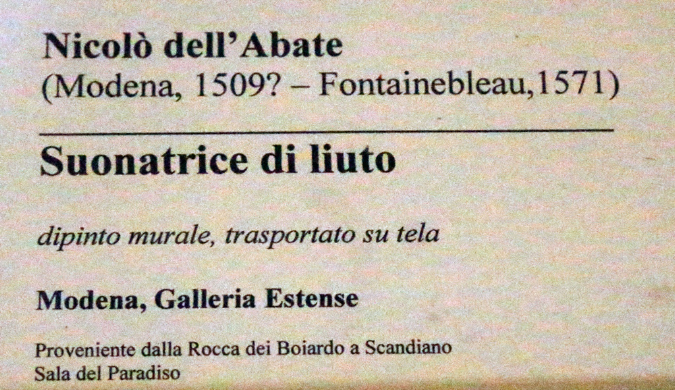 Nicolò dell'Abate
(Modena, 1509? – Fontainebleau,1571)
Suonatrice di liuto
dipinto murale, trasportato su tela
Modena, Galleria Estense
Proveniente dalla Rocca dei Boiardo a Scandiano
Sala del Paradiso